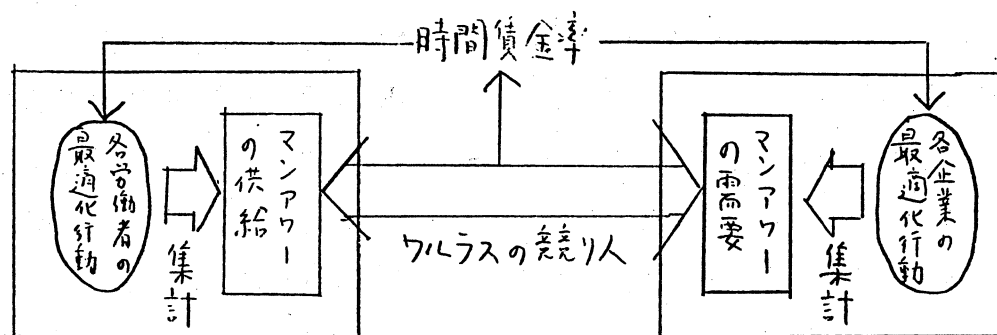 時間賃金率
各労働者の
最適化行動
集計
マンアワー
の供給
ワルラスの競り人
マンアワー
の需要
集計
各企業の
最適化行動